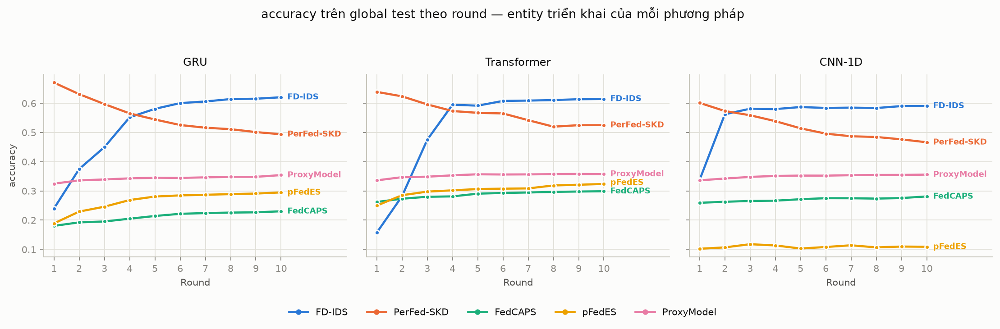 accuracy trên global test theo round — entity triển khai của mỗi phương pháp
GRU
Transformer
CNN-1D
accuracy
0.6
0.5
0.4
0.3
0.2
0.1
FD-IDS
PerFed-SKD
ProxyModel
pFedES
FedCAPS
FD-IDS
PerFed-SKD
ProxyModel
pFedES
FedCAPS
FD-IDS
PerFed-SKD
ProxyModel
FedCAPS
pFedES
1 2 3 4 5 6 7 8 9 10
1 2 3 4 5 6 7 8 9 10
1 2 3 4 5 6 7 8 9 10
Round
Round
Round
FD-IDS PerFed-SKD FedCAPS pFedES ProxyModel